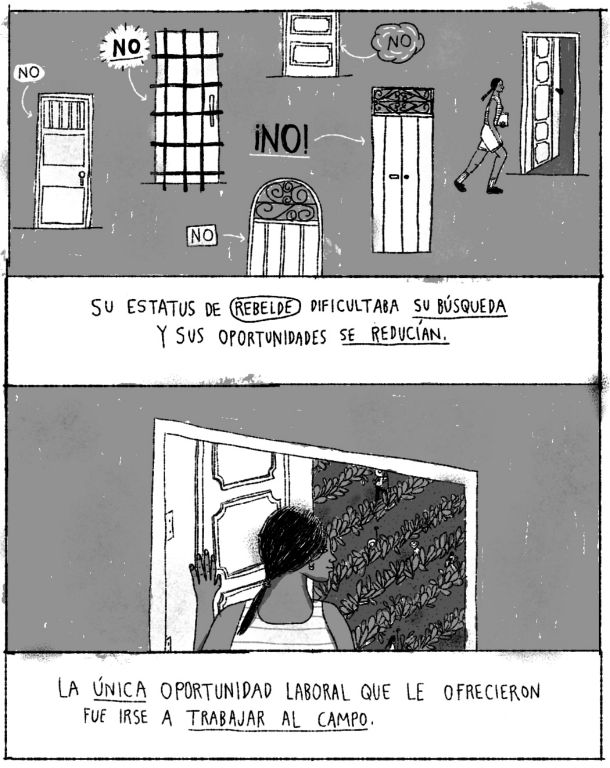 NO
NO
NO
¡NO!
NO
SU ESTATUS DE REBELDE DIFICULTABA SU BÚSQUEDA
Y SUS OPORTUNIDADES SE REDUCÍAN.
LA ÚNICA OPORTUNIDAD LABORAL QUE LE OFRECIERON
FUE IRSE A TRABAJAR AL CAMPO.